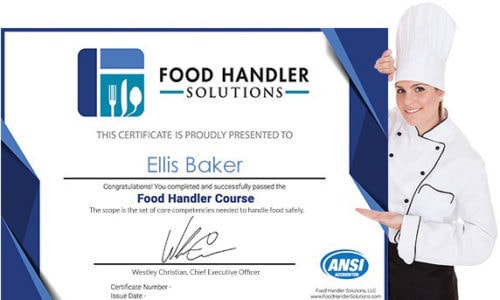 FOOD HANDLER
SOLUTIONS
THIS CERTIFICATE IS PROUDLY PRESENTED TO
Ellis Baker
Congratulations! You completed and successfully passed the
Food Handler Course
The scope is the set of core competencies needed to handle food safely.
Westley Christian, Chief Executive Officer
ANSI
ACCREDITED
Certificate Number -
Issue Date -
Food Handler Solutions, LLC
www.FoodHandlerSolutions.com